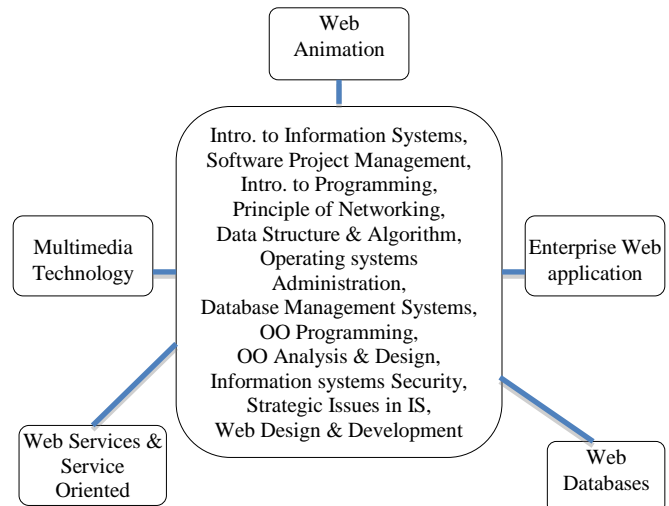 Web
Animation
Intro. to Information Systems,
Software Project Management,
Intro. to Programming,
Principle of Networking,
Data Structure & Algorithm,
Operating systems
Administration,
Database Management Systems,
OO Programming,
OO Analysis & Design,
Information systems Security,
Strategic Issues in IS,
Web Design & Development
Multimedia
Technology
Enterprise Web
application
Web Services &
Service
Oriented
Web
Databases